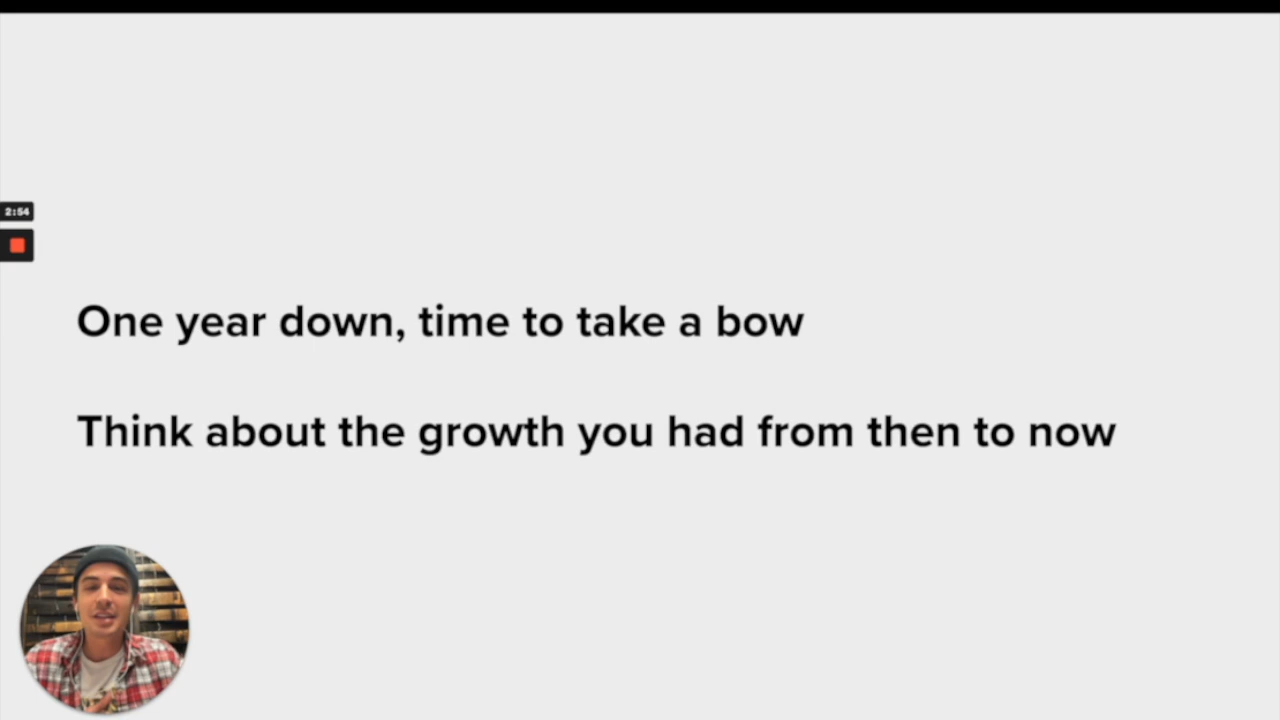 2:54
One year down, time to take a bow
Think about the growth you had from then to now